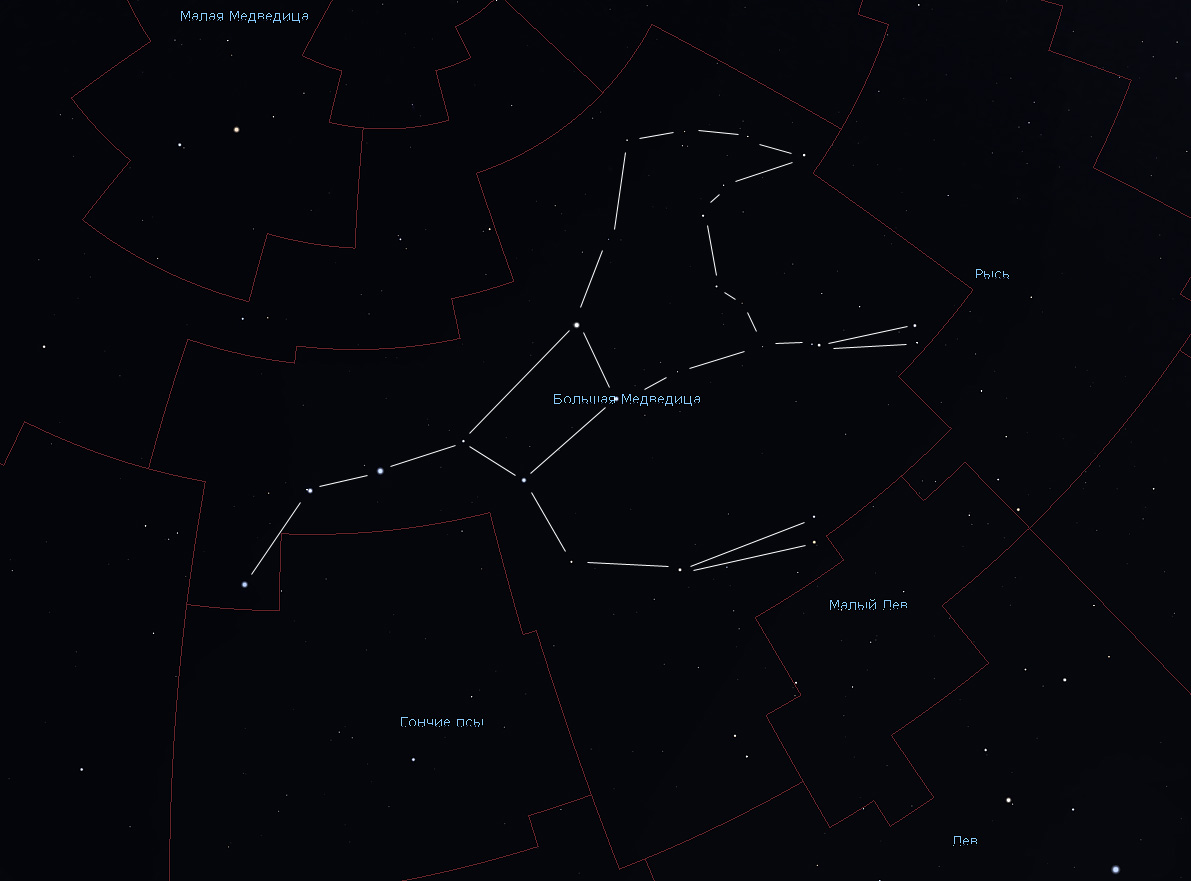 Малая Медведица
Рысь
Большая Медведица
Малый Лев
Гончие псы
Лев